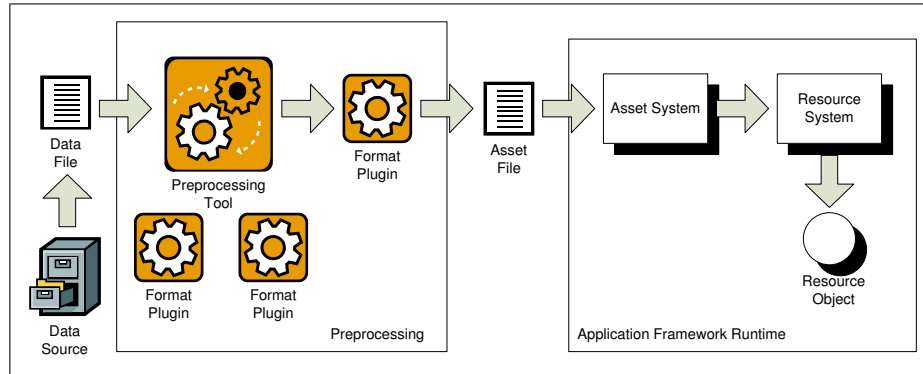 Data
File
Data
Source
Preprocessing
Tool
Format
Plugin
Format
Plugin
Format
Plugin
Preprocessing
Asset
File
Asset System
Resource
System
Resource
Object
Application Framework Runtime